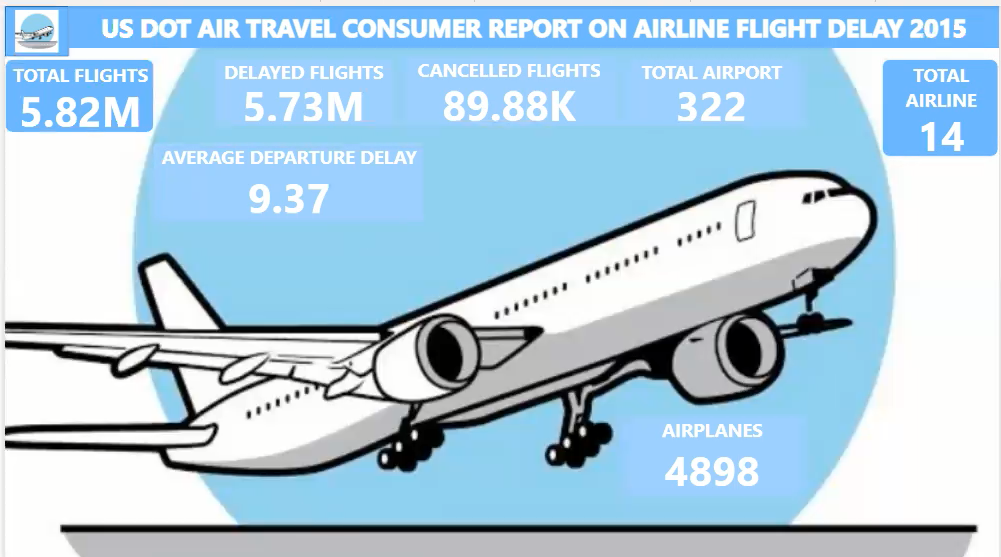 US DOT AIR TRAVEL CONSUMER REPORT ON AIRLINE FLIGHT DELAY 2015
TOTAL FLIGHTS
5.82M
DELAYED FLIGHTS
5.73M
CANCELLED FLIGHTS
89.88K
TOTAL AIRPORT
322
TOTAL
AIRLINE
14
AVERAGE DEPARTURE DELAY
9.37
AIRPLANES
4898